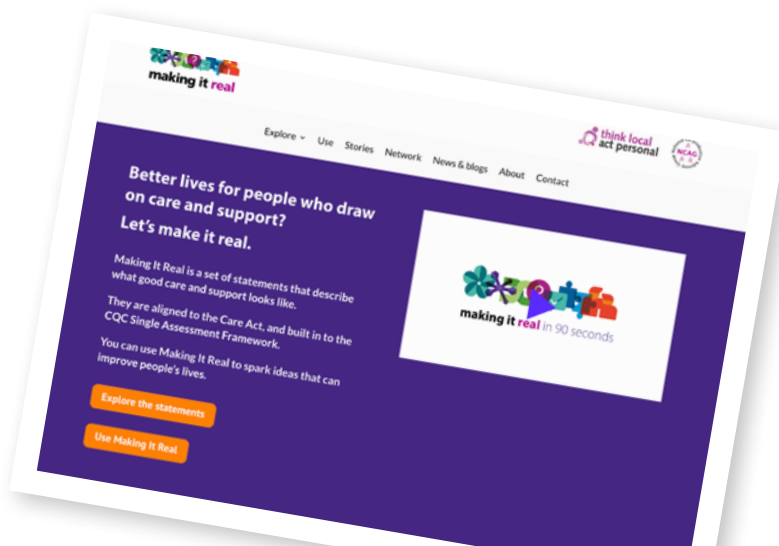 making it real
think local
act personal
NCAG
Explore Use Stories Network News & blogs About Contact
Better lives for people who draw
on care and support?
Let's make it real.
Making It Real is a set of statements that describe
what good care and support looks like.
They are aligned to the Care Act, and built in to the
CQC Single Assessment Framework.
You can use Making It Real to spark ideas that can
improve people's lives.
Explore the statements
Use Making It Real
making it real in 90 seconds